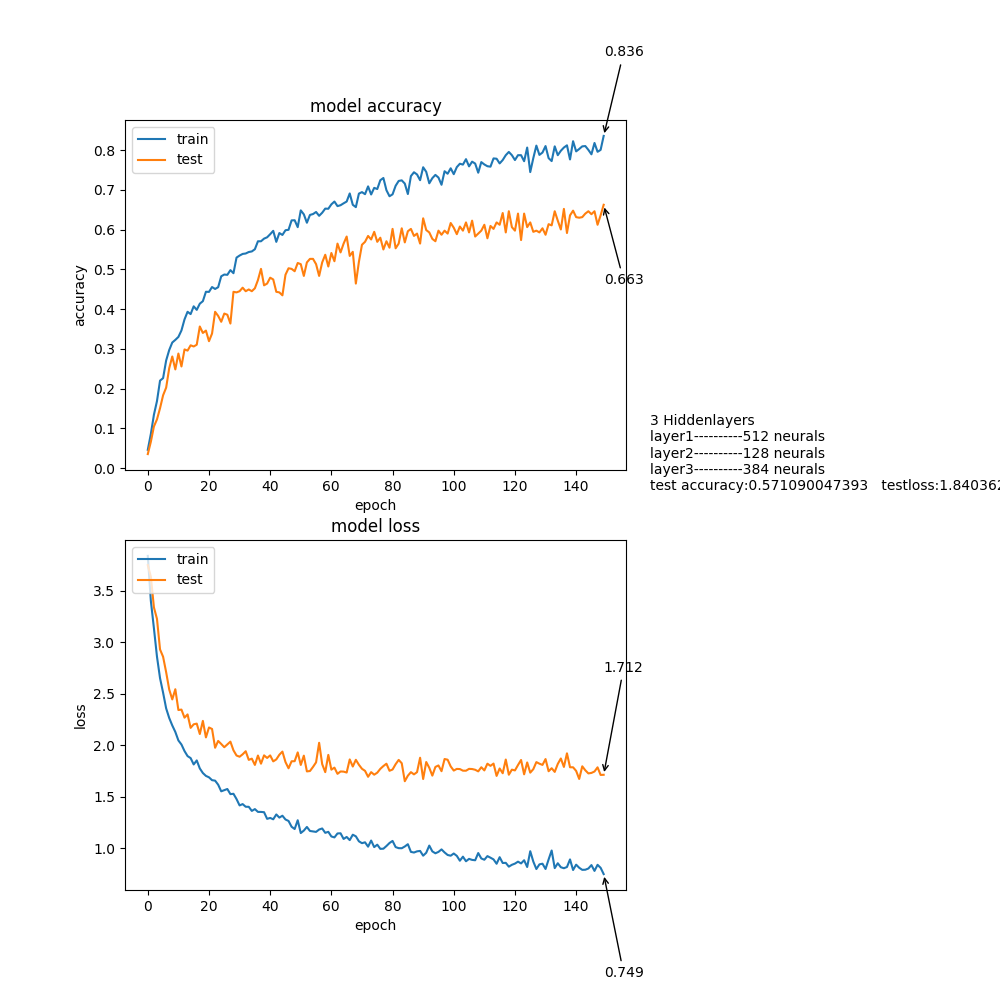 0.836
model accuracy
train
test
0.8
0.7
0.6
0.5
0.4
0.3
0.2
0.1
0.0
accuracy
0.663
0 20 40 60 80 100 120 140
epoch
3 Hiddenlayers
layer1----------512 neurals
layer2----------128 neurals
layer3----------384 neurals
test accuracy:0.571090047393 testloss:1.840362
model loss
train
test
3.5
3.0
2.5
2.0
1.5
1.0
loss
1.712
0 20 40 60 80 100 120 140
epoch
0.749